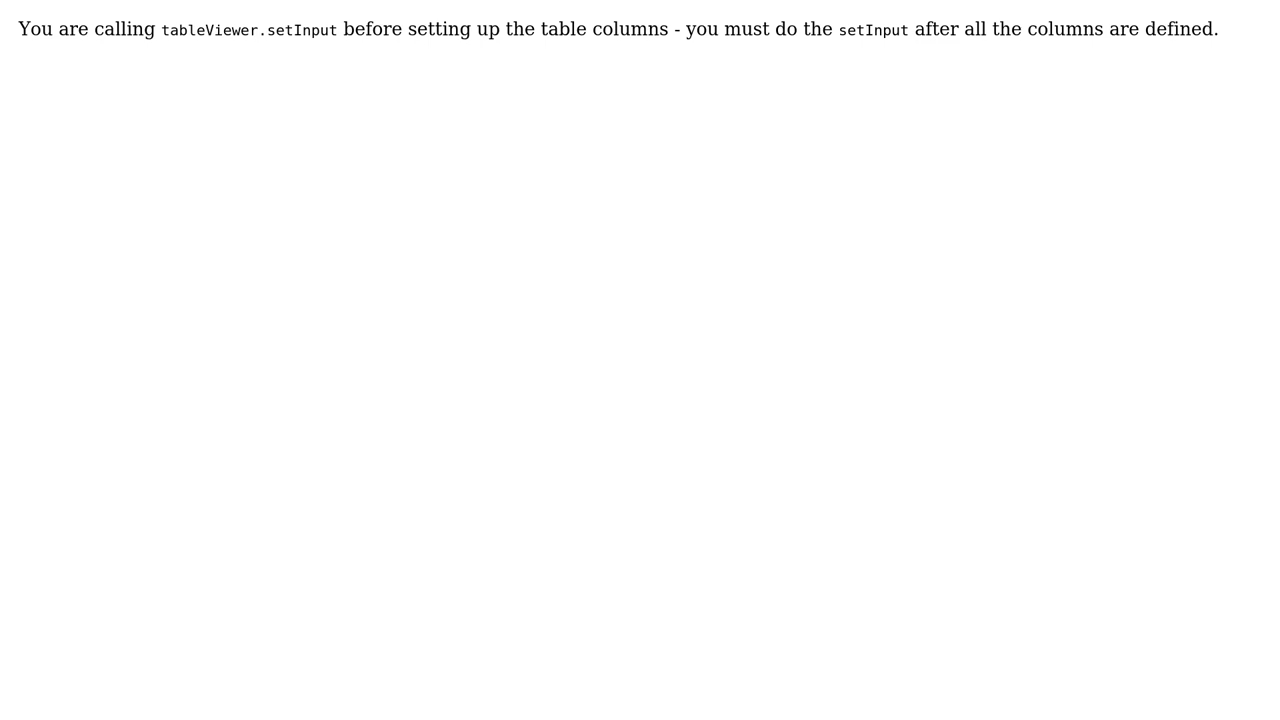 You are calling tableViewer.setInput before setting up the table columns - you must do the setInput after all the columns are defined.